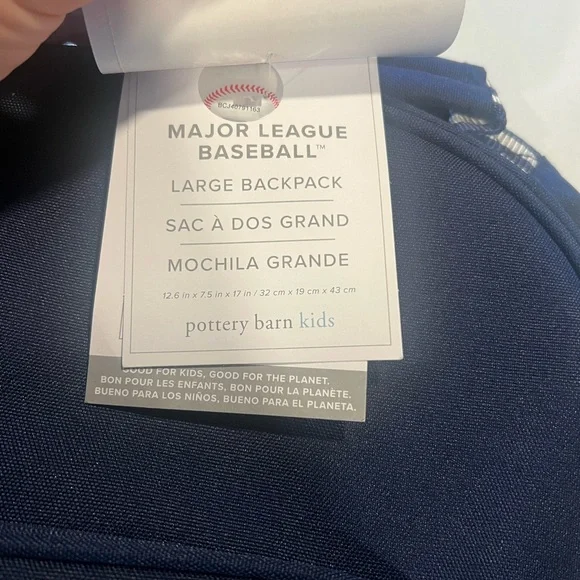 MAJOR LEAGUE
BASEBALL™
LARGE BACKPACK
SAC À DOS GRAND
MOCHILA GRANDE
12.6 in x 7.5 in x 17 in / 32 cm x 19 cm x 43 cm
pottery barn kids
GOOD FOR KIDS, GOOD FOR THE PLANET.
BON POUR LES ENFANTS, BON POUR LA PLANÈTE.
BUENO PARA LOS NIÑOS, BUENO PARA EL PLANETA.